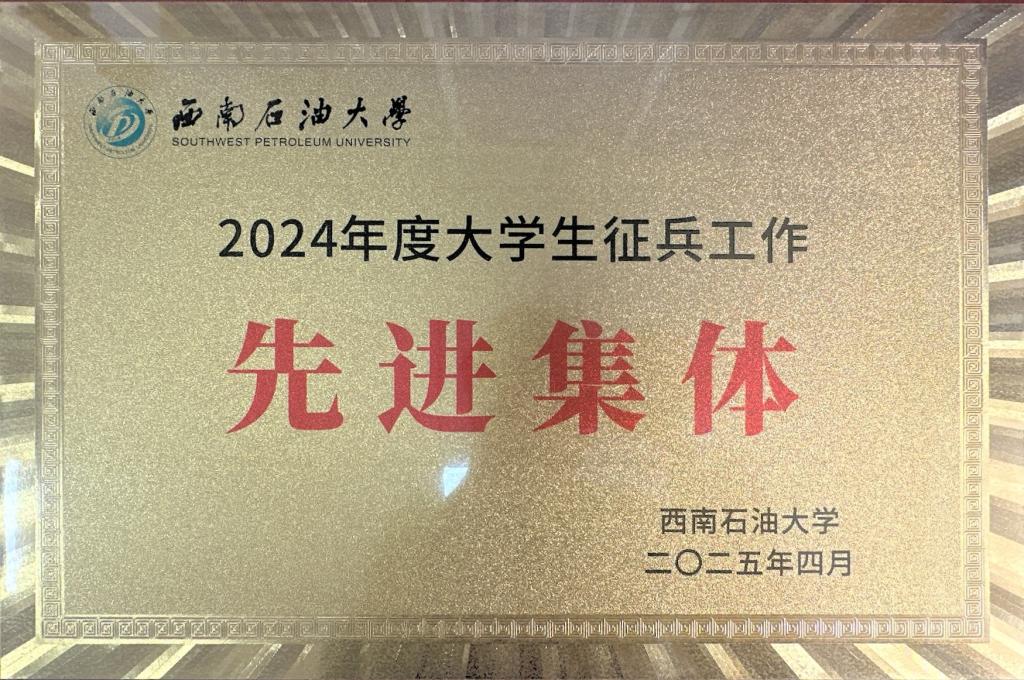 西南石油大學
SOUTHWEST PETROLEUM UNIVERSITY
2024年度大学生征兵工作
先进集体
西南石油大学
二〇二五年四月